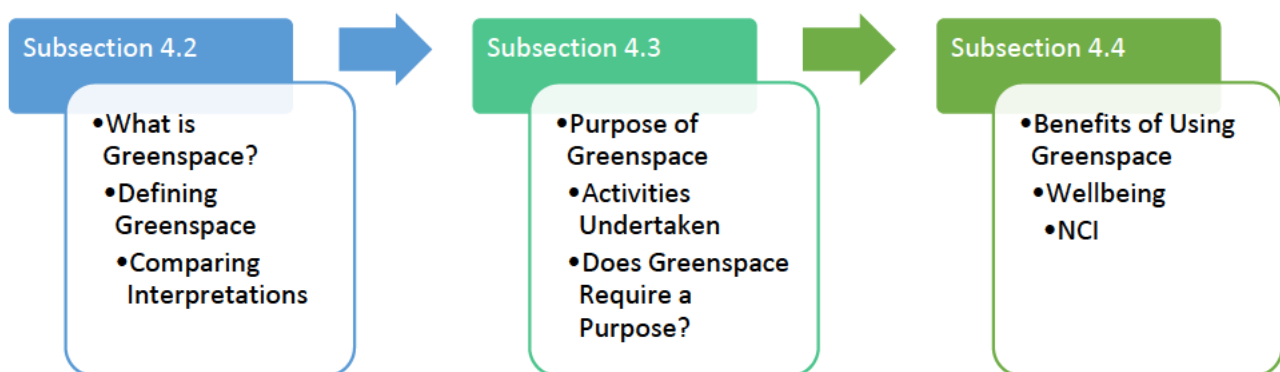 Subsection 4.2
•What is
Greenspace?
•Defining
Greenspace
•Comparing
Interpretations
Subsection 4.3
•Purpose of
Greenspace
•Activities
Undertaken
•Does Greenspace
Require a
Purpose?
Subsection 4.4
•Benefits of Using
Greenspace
•Wellbeing
•NCI